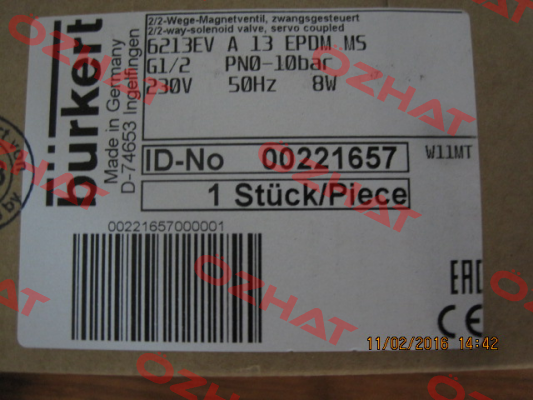 2/2-Wege-Magnetventil, zwangsgesteuert
2/2-way-solenoid valve, servo coupled
6213EV A 13 EPDM MS
G1/2 PN0-10bar
230V 50Hz 8W
bürkert
Made in Germany
D-74653 Ingelfingen
ID-No 00221657
W11MT
1 Stück/Piece
00221657000001
EAC
CE
11/02/2016 14:42
OZHAT
OZHAT
OZHAT
OZHAT
OZHAT
OZHAT